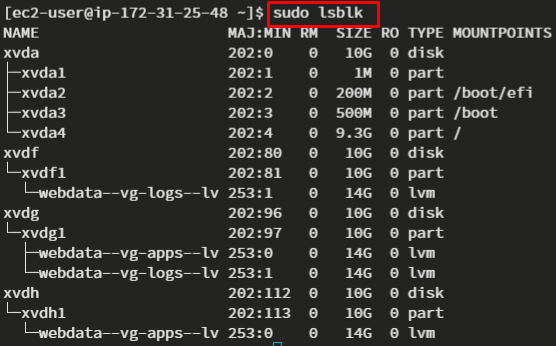 [ec2-user@ip-172-31-25-48 ~]$ sudo lsblk
NAME MAJ:MIN RM SIZE RO TYPE MOUNTPOINTS
xvda 202:0 0 10G 0 disk
├─xvda1 202:1 0 1M 0 part
├─xvda2 202:2 0 200M 0 part /boot/efi
├─xvda3 202:3 0 500M 0 part /boot
└─xvda4 202:4 0 9.3G 0 part /
xvdf 202:80 0 10G 0 disk
└─xvdf1 202:81 0 10G 0 part
└─webdata--vg-logs--lv 253:1 0 14G 0 lvm
xvdg 202:96 0 10G 0 disk
└─xvdg1 202:97 0 10G 0 part
├─webdata--vg-apps--lv 253:0 0 14G 0 lvm
└─webdata--vg-logs--lv 253:1 0 14G 0 lvm
xvdh 202:112 0 10G 0 disk
└─xvdh1 202:113 0 10G 0 part
└─webdata--vg-apps--lv 253:0 0 14G 0 lvm